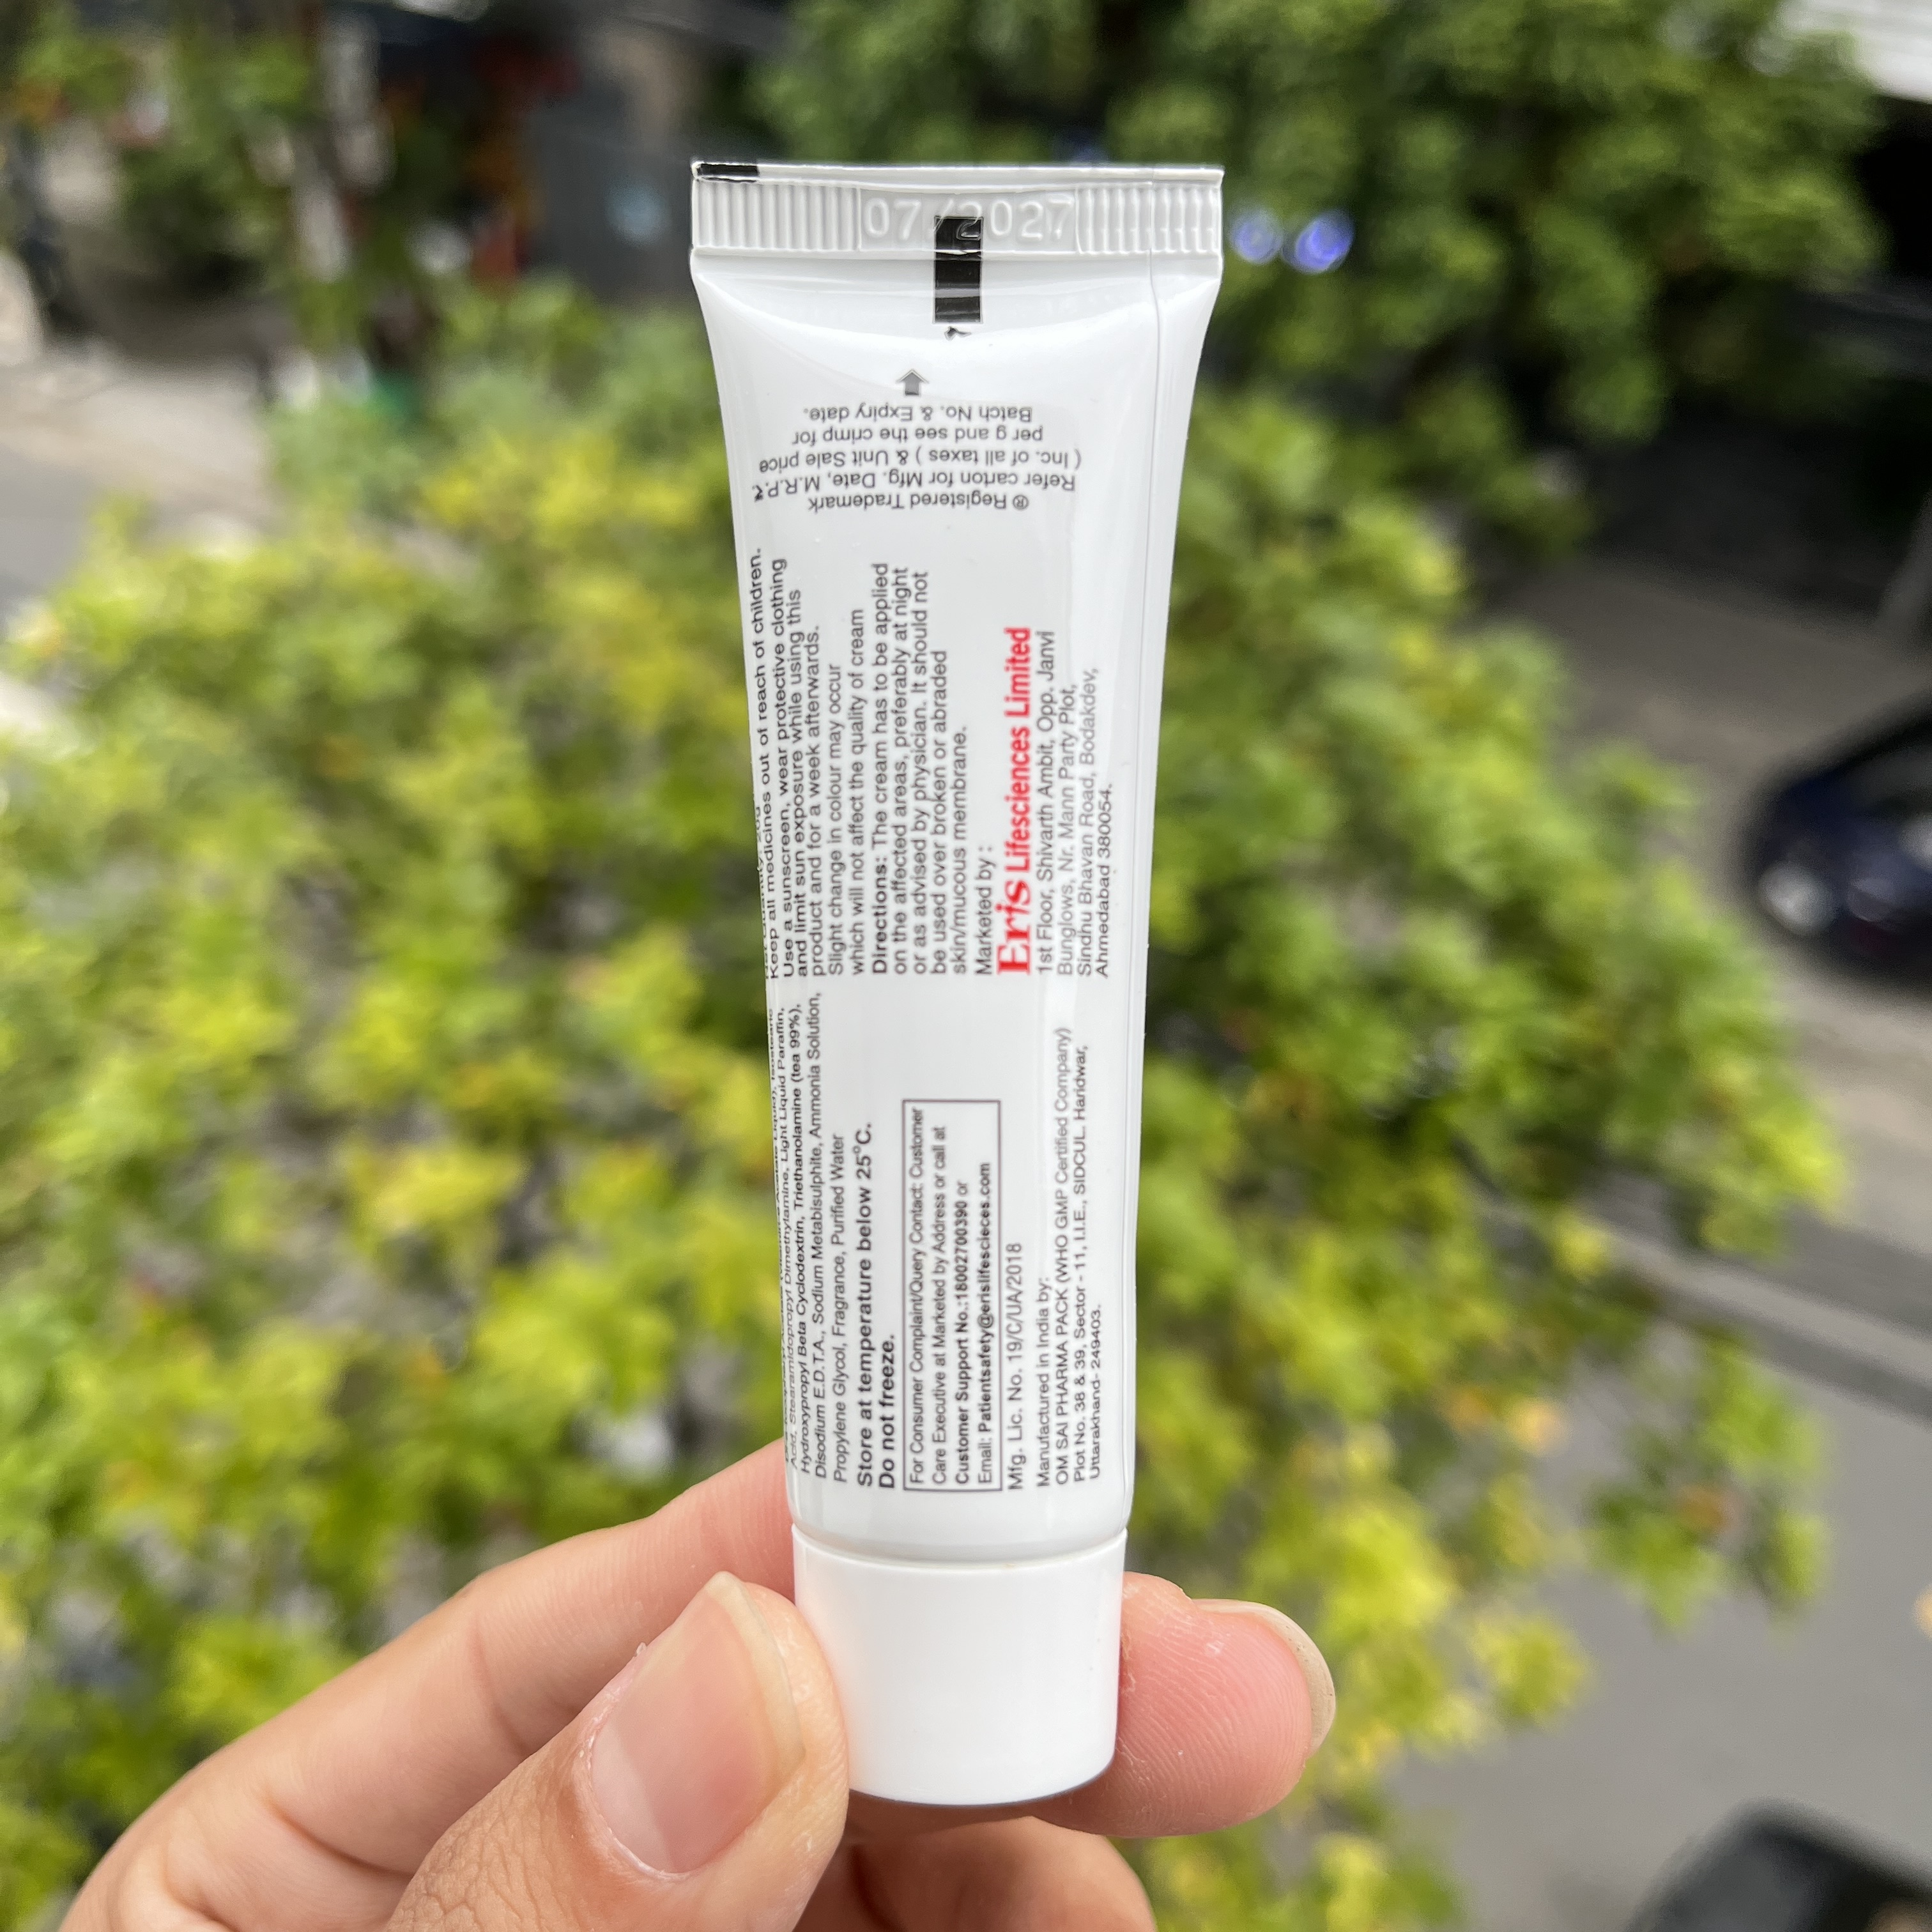 07/2027
® Registered Trademark
Refer carton for Mfg. Date, M.R.P.
( Inc. of all taxes ) & Unit Sale price
per g and see the crimp for
Batch No. & Expiry date.
Keep all medicines out of reach of children.
Use a sunscreen, wear protective clothing
and limit sun exposure while using this
product and for a week afterwards.
Slight change in colour may occur
which will not affect the quality of cream
Directions: The cream has to be applied
on the affected areas, preferably at night
or as advised by physician. It should not
be used over broken or abraded
skin/mucous membrane.
Marketed by :
Eris Lifesciences Limited
1st Floor, Shivarth Ambit, Opp. Janvi
Bunglows, Nr. Mann Party Plot,
Sindhu Bhavan Road, Bodakdev,
Ahmedabad 380054.
Acid, Stearamidopropyl Dimethylamine, Light Liquid Paraffin,
Hydroxypropyl Beta Cyclodextrin, Triethanolamine (tea 99%),
Disodium E.D.T.A., Sodium Metabisulphite, Ammonia Solution,
Propylene Glycol, Fragrance, Purified Water
Store at temperature below 25°C.
Do not freeze.
For Consumer Complaint/Query Contact: Customer
Care Executive at Marketed by Address or call at
Customer Support No.:18002700390 or
Email: Patientsafety@erislifescieces.com
Mfg. Lic. No. 19/C/UA/2018
Manufactured in India by:
OM SAI PHARMA PACK (WHO GMP Certified Company)
Plot No. 38 & 39, Sector - 11, I.I.E., SIDCUL. Haridwar,
Uttarakhand- 249403.